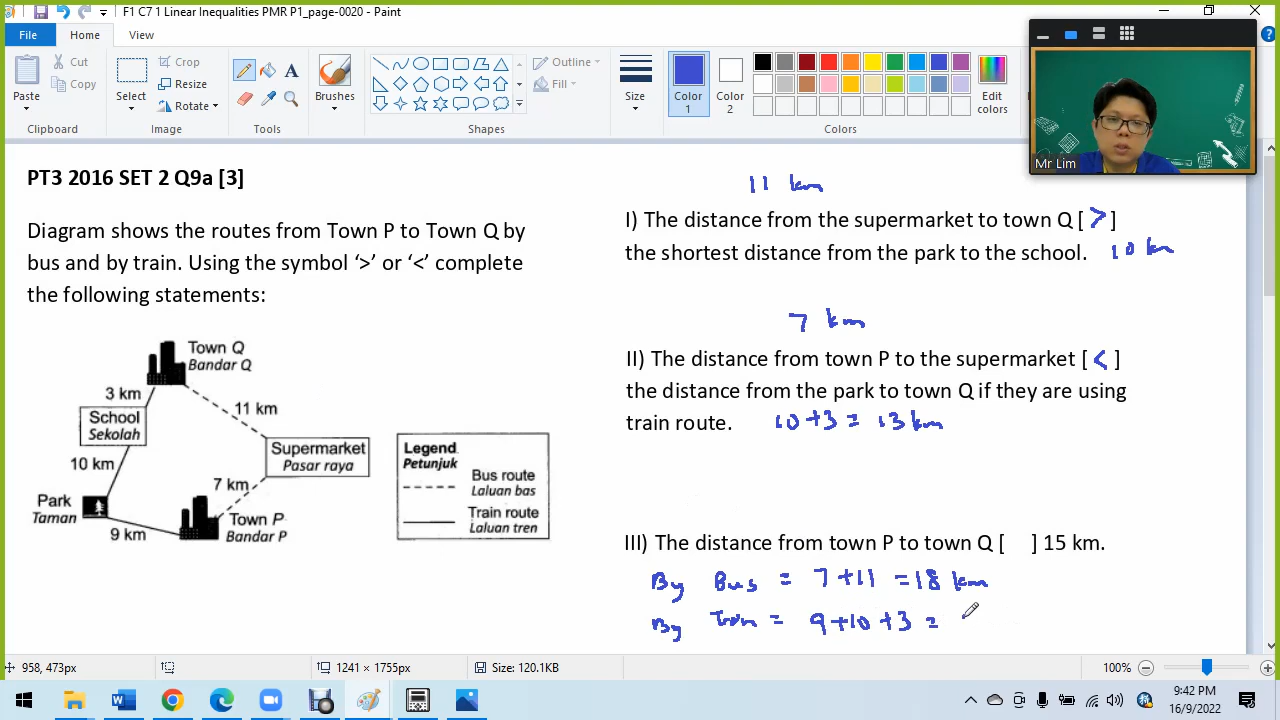 F1 C7 1 Linear Inequalities PMR P1_page-0020 - Paint
File Home View
Paste
Cut
Copy
Clipboard
Select
Crop
Resize
Rotate
Image
A
Tools
Brushes
Outline
Fill
Shapes
Size
Color 1
Color 2
Edit colors
Colors
Mr Lim
PT3 2016 SET 2 Q9a [3]
Diagram shows the routes from Town P to Town Q by
bus and by train. Using the symbol ‘>’ or ‘<’ complete
the following statements:
Town Q
Bandar Q
3 km
School
Sekolah
11 km
Supermarket
Pasar raya
10 km
7 km
Park
Taman
Town P
Bandar P
9 km
Legend
Petunjuk
Bus route
Laluan bas
Train route
Laluan tren
11 km
I) The distance from the supermarket to town Q [ > ]
the shortest distance from the park to the school. 10 km
7 km
II) The distance from town P to the supermarket [ < ]
the distance from the park to town Q if they are using
train route. 10 + 3 = 13 km
III) The distance from town P to town Q [ ] 15 km.
By Bus = 7 + 11 = 18 km
By Train = 9 + 10 + 3 =
958, 473px
1241 × 1755px
Size: 120.1KB
100%
9:42 PM
16/9/2022